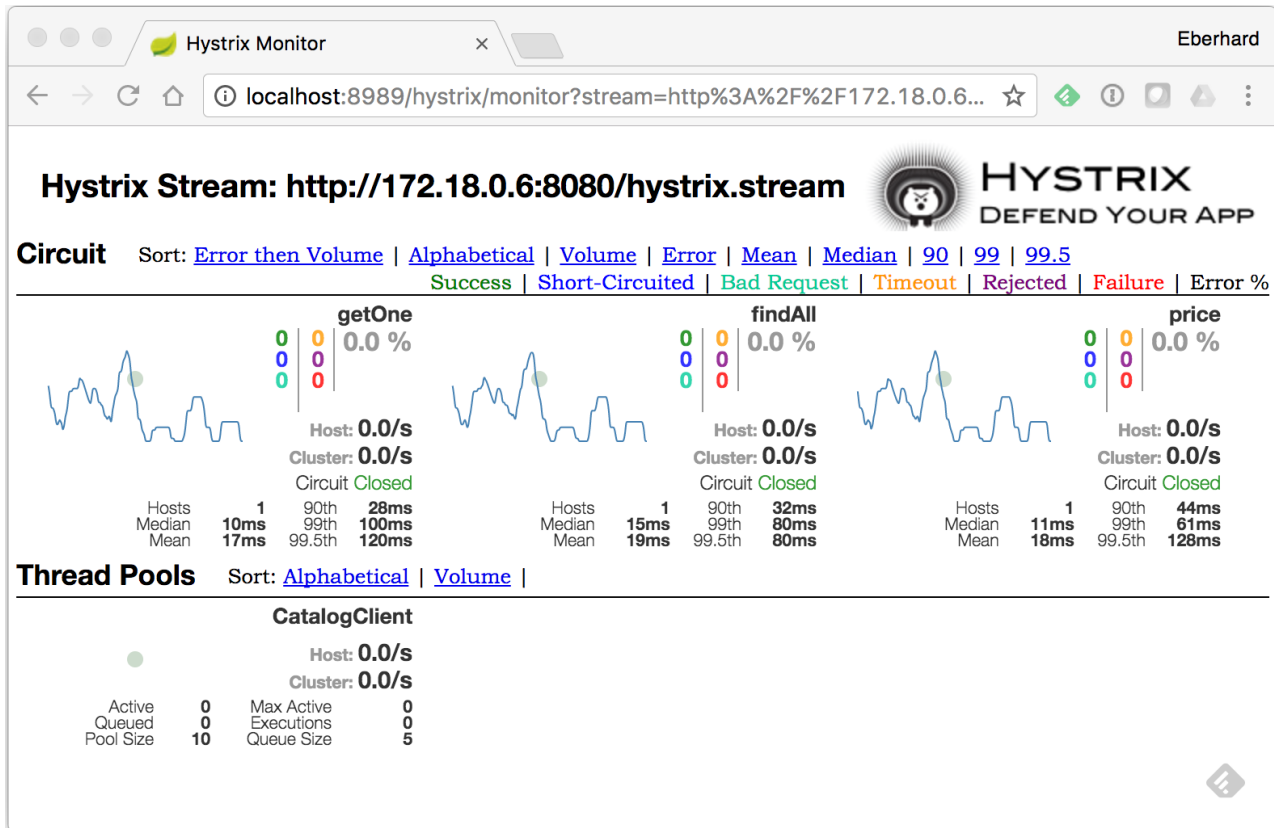 Hystrix Monitor
Eberhard
localhost:8989/hystrix/monitor?stream=http%3A%2F%2F172.18.0.6...
Hystrix Stream: http://172.18.0.6:8080/hystrix.stream
HYSTRIX
DEFEND YOUR APP
Circuit Sort: Error then Volume | Alphabetical | Volume | Error | Mean | Median | 90 | 99 | 99.5
Success | Short-Circuited | Bad Request | Timeout | Rejected | Failure | Error %
getOne
0 0 0.0 %
0 0
0 0
Host: 0.0/s
Cluster: 0.0/s
Circuit Closed
Hosts 1 90th 28ms
Median 10ms 99th 100ms
Mean 17ms 99.5th 120ms
findAll
0 0 0.0 %
0 0
0 0
Host: 0.0/s
Cluster: 0.0/s
Circuit Closed
Hosts 1 90th 32ms
Median 15ms 99th 80ms
Mean 19ms 99.5th 80ms
price
0 0 0.0 %
0 0
0 0
Host: 0.0/s
Cluster: 0.0/s
Circuit Closed
Hosts 1 90th 44ms
Median 11ms 99th 61ms
Mean 18ms 99.5th 128ms
Thread Pools Sort: Alphabetical | Volume |
CatalogClient
Host: 0.0/s
Cluster: 0.0/s
Active 0 Max Active 0
Queued 0 Executions 0
Pool Size 10 Queue Size 5